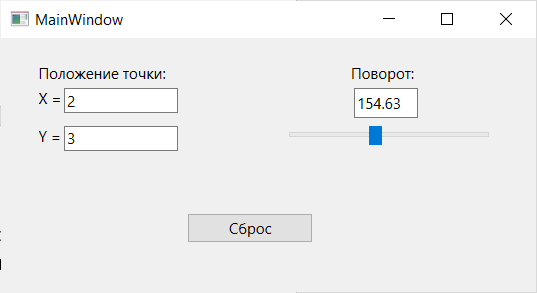 MainWindow
Положение точки:
X = 2
Y = 3
Поворот:
154.63
Сброс